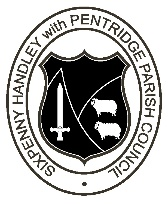 SIXPENNY HANDLEY with PENTRIDGE PARISH COUNCIL